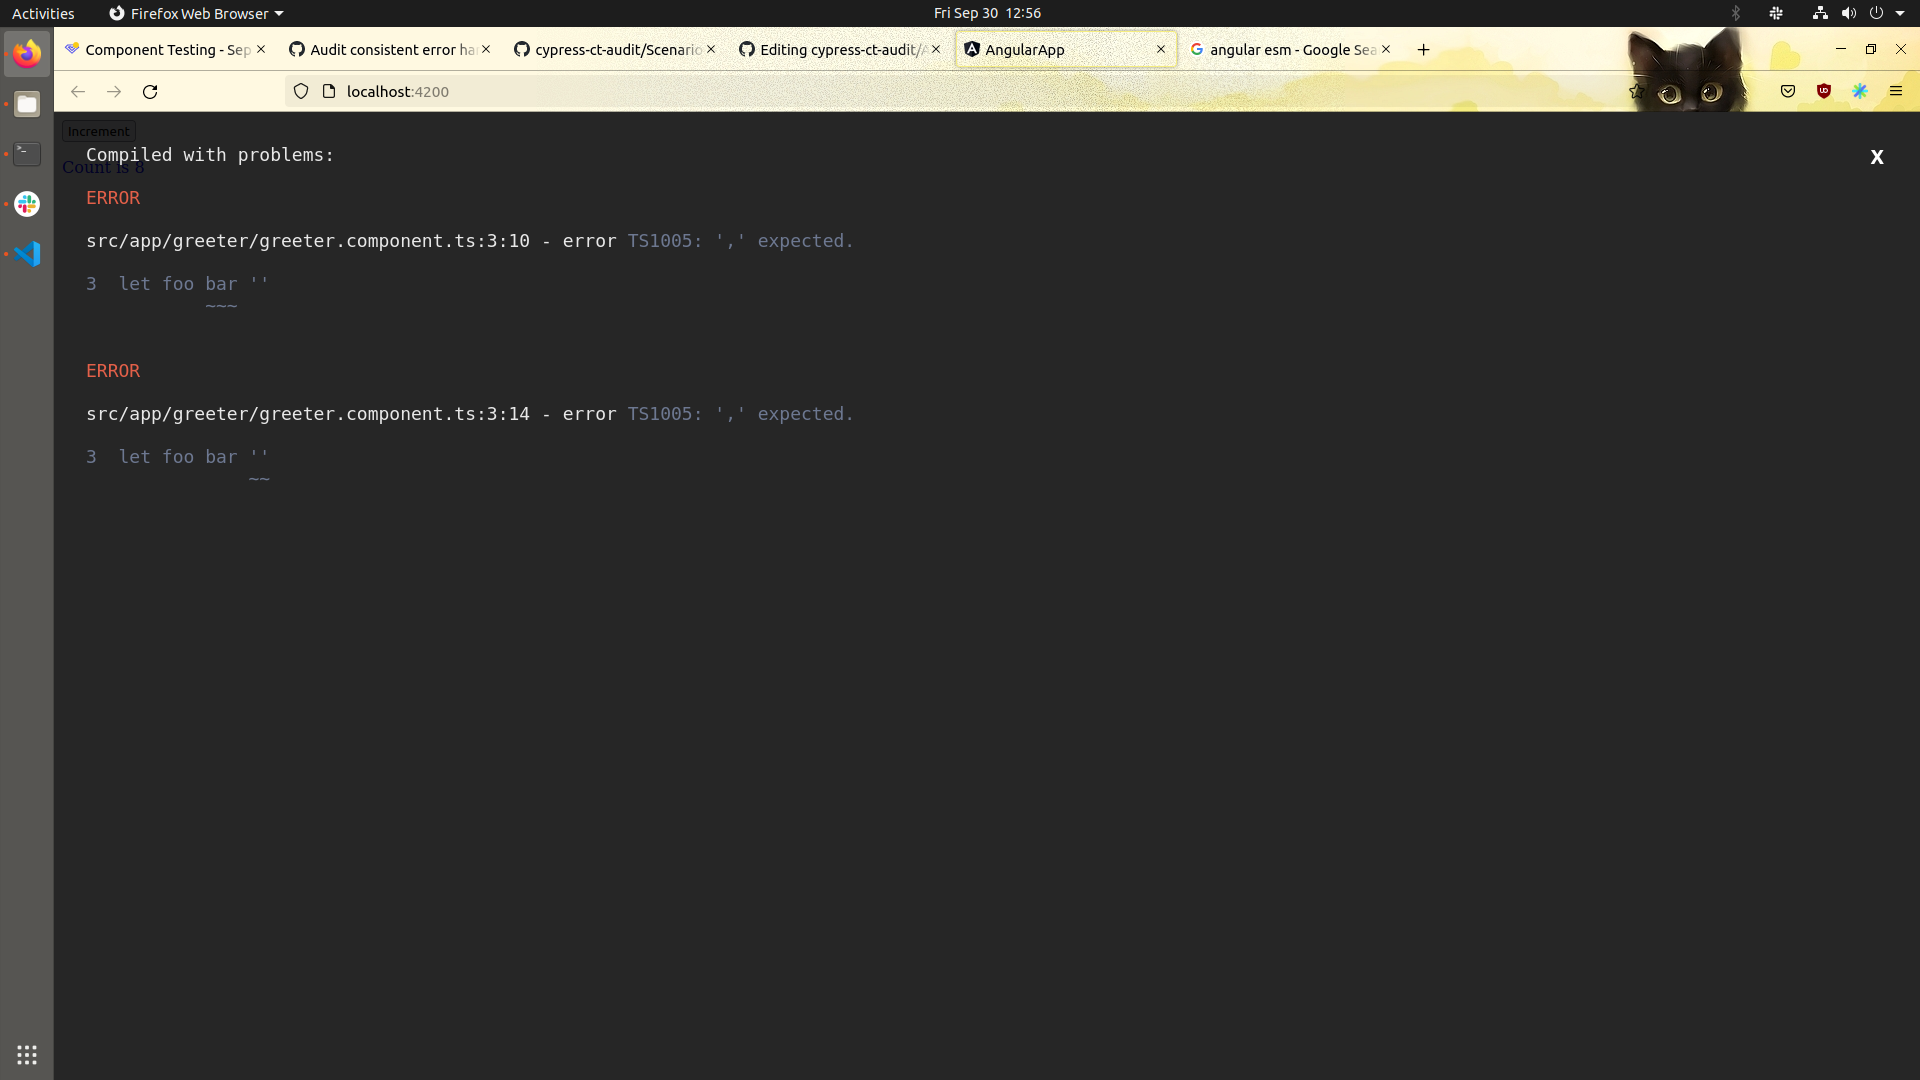 Activities
Firefox Web Browser
Fri Sep 30 12:56
Component Testing - Sep
Audit consistent error ha
cypress-ct-audit/Scenario
Editing cypress-ct-audit/A
AngularApp
angular esm - Google Sea
localhost:4200
Increment
Count is 8
Compiled with problems:
X
ERROR
src/app/greeter/greeter.component.ts:3:10 - error TS1005: ',' expected.
3 let foo bar ''
~~~
ERROR
src/app/greeter/greeter.component.ts:3:14 - error TS1005: ',' expected.
3 let foo bar ''
~~